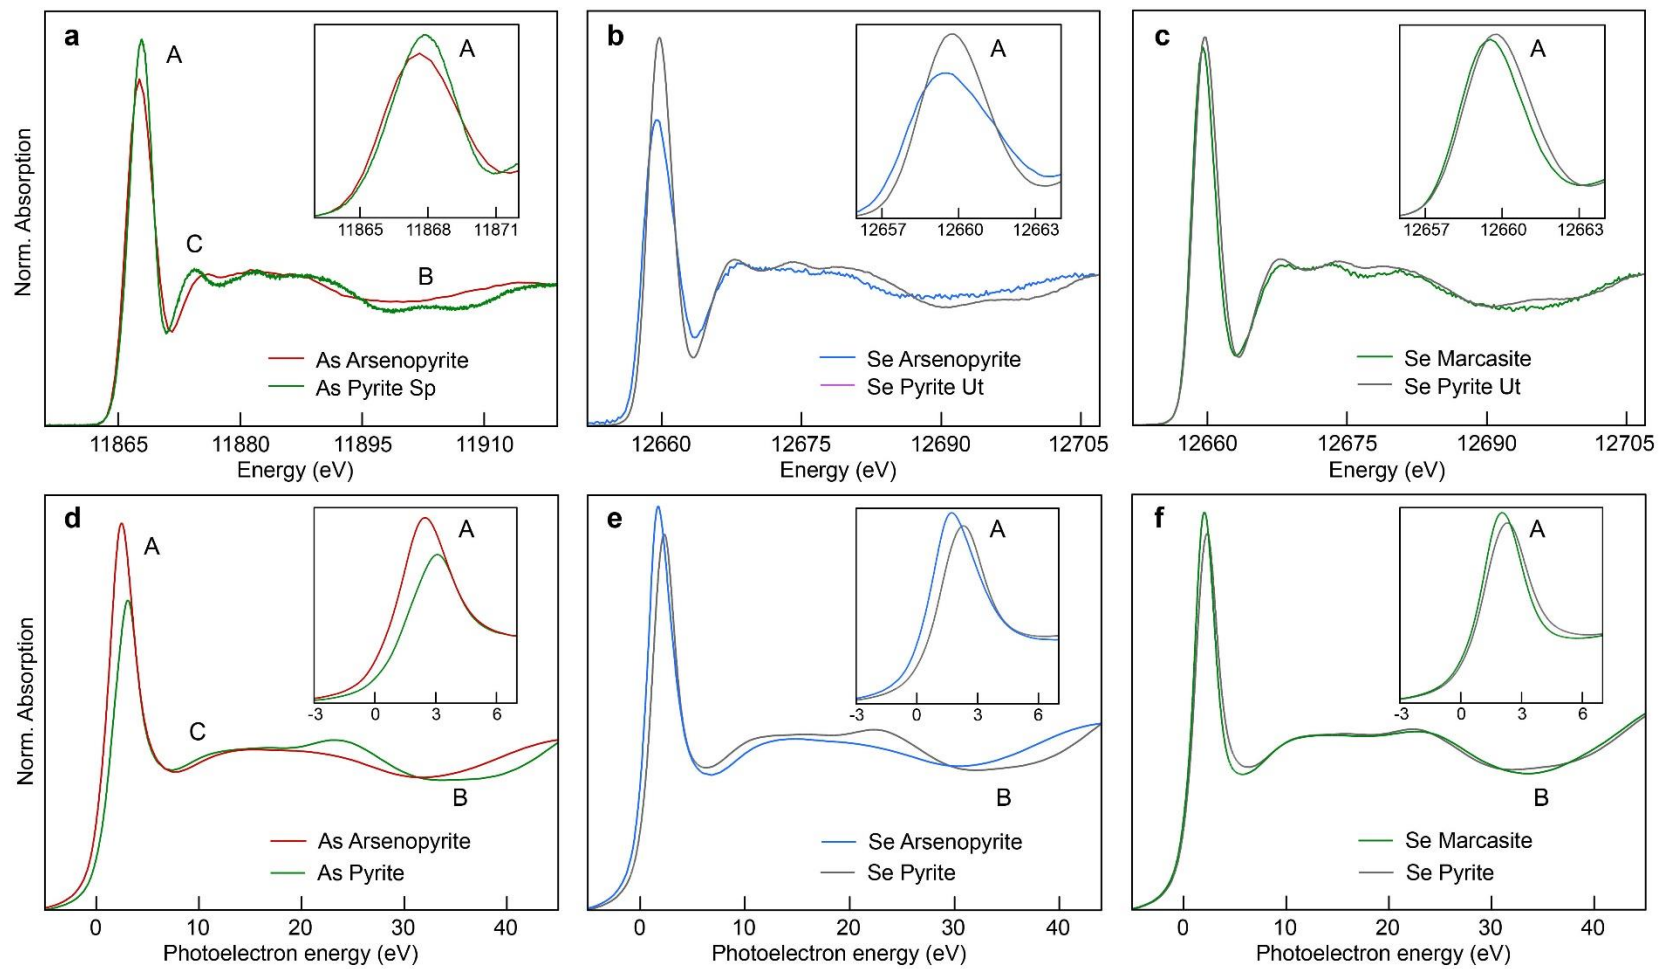 a
A
C
B
As Arsenopyrite
As Pyrite Sp
A
11865 11868 11871
11865 11880 11895 11910
Energy (eV)
Norm. Absorption
b
Se Arsenopyrite
Se Pyrite Ut
A
12657 12660 12663
12660 12675 12690 12705
Energy (eV)
c
Se Marcasite
Se Pyrite Ut
A
12657 12660 12663
12660 12675 12690 12705
Energy (eV)
d
A
C
B
As Arsenopyrite
As Pyrite
A
-3 0 3 6
0 10 20 30 40
Photoelectron energy (eV)
Norm. Absorption
e
B
Se Arsenopyrite
Se Pyrite
A
-3 0 3 6
0 10 20 30 40
Photoelectron energy (eV)
f
B
Se Marcasite
Se Pyrite
A
-3 0 3 6
0 10 20 30 40
Photoelectron energy (eV)